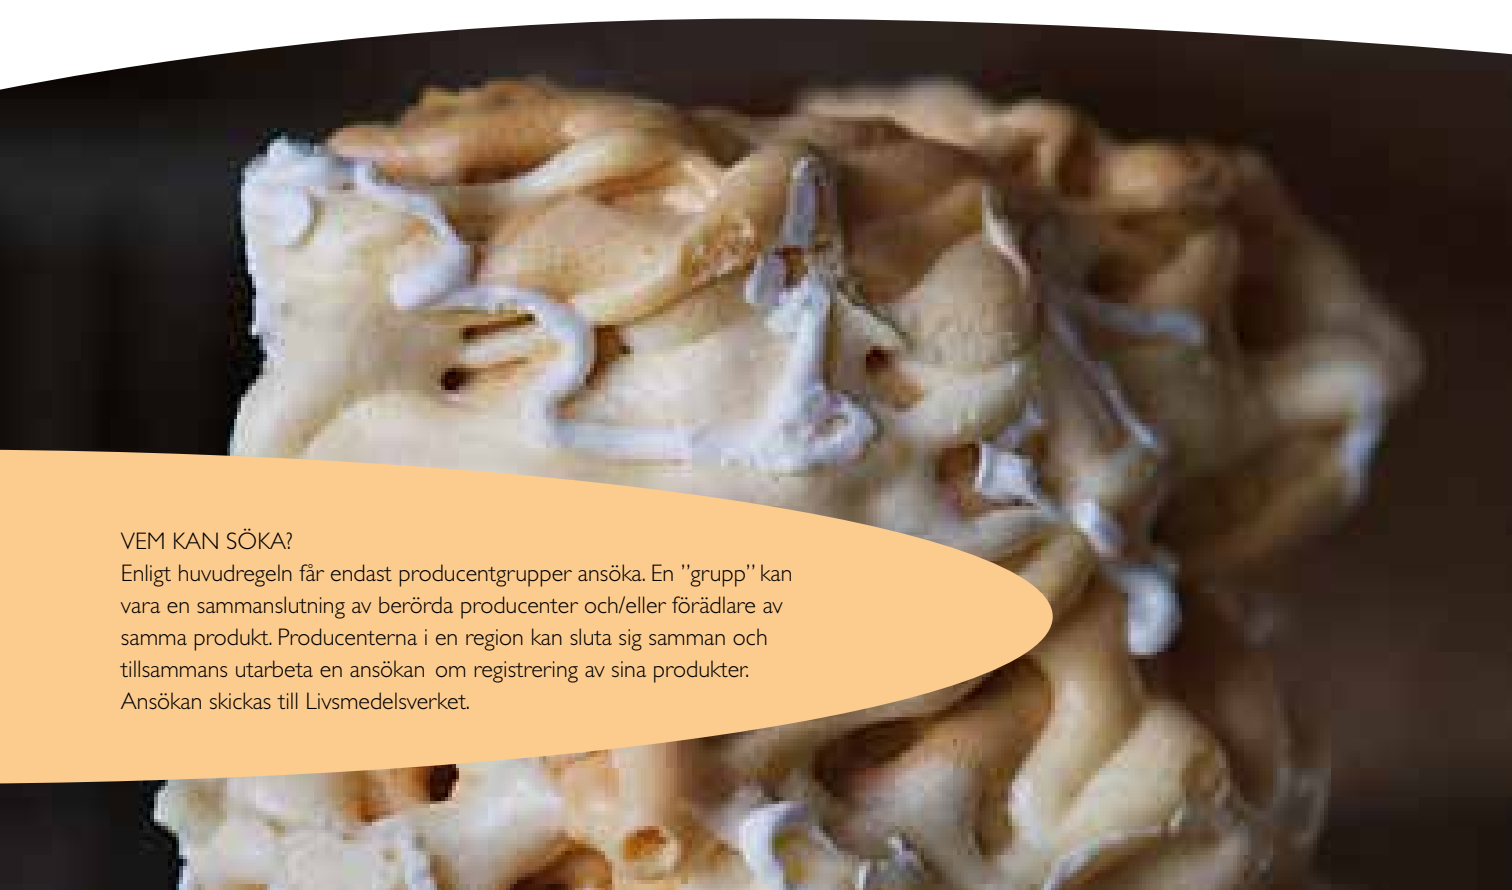 VEM KAN SÖKA?
Enligt huvudregeln får endast producentgrupper ansöka. En ”grupp” kan
vara en sammanslutning av berörda producenter och/eller förädlare av
samma produkt. Producenterna i en region kan sluta sig samman och
tillsammans utarbeta en ansökan om registrering av sina produkter.
Ansökan skickas till Livsmedelsverket.